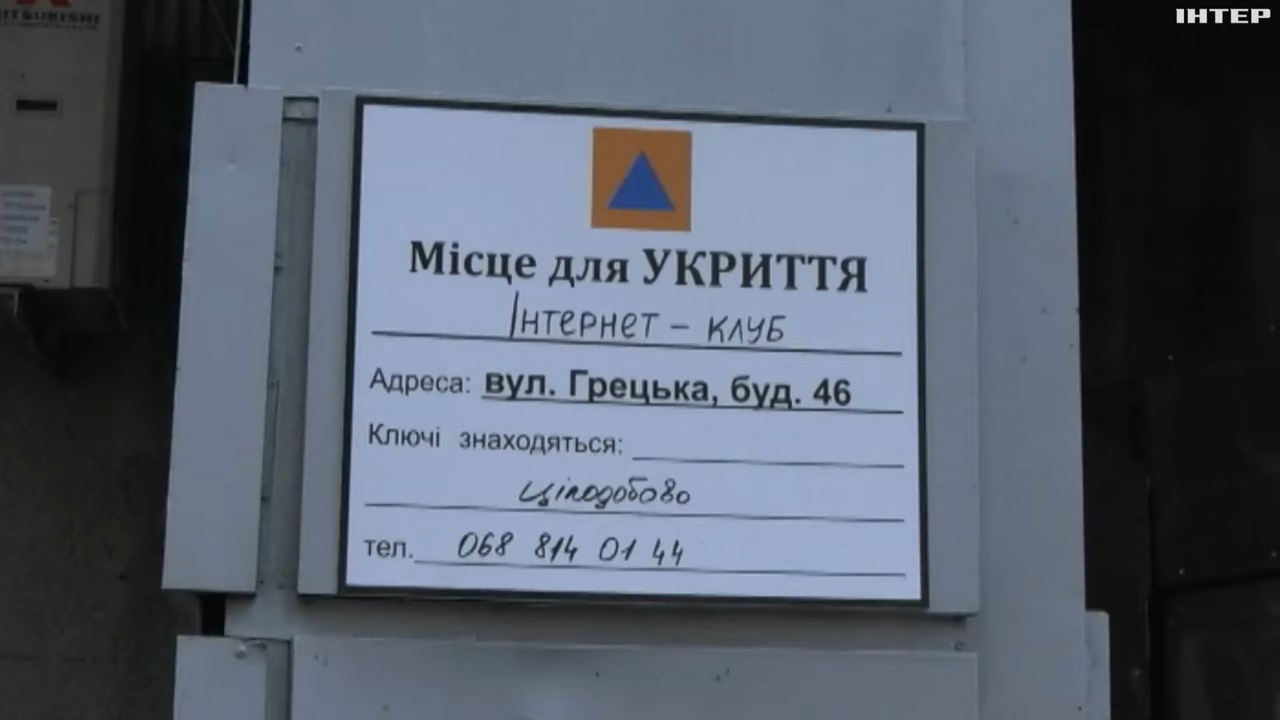 ІНТЕР
MITSUBISHI
Місце для УКРИТТЯ
Інтернет – клуб
Адреса: вул. Грецька, буд. 46
Ключі знаходяться:
цілодобово
тел. 068 814 01 44